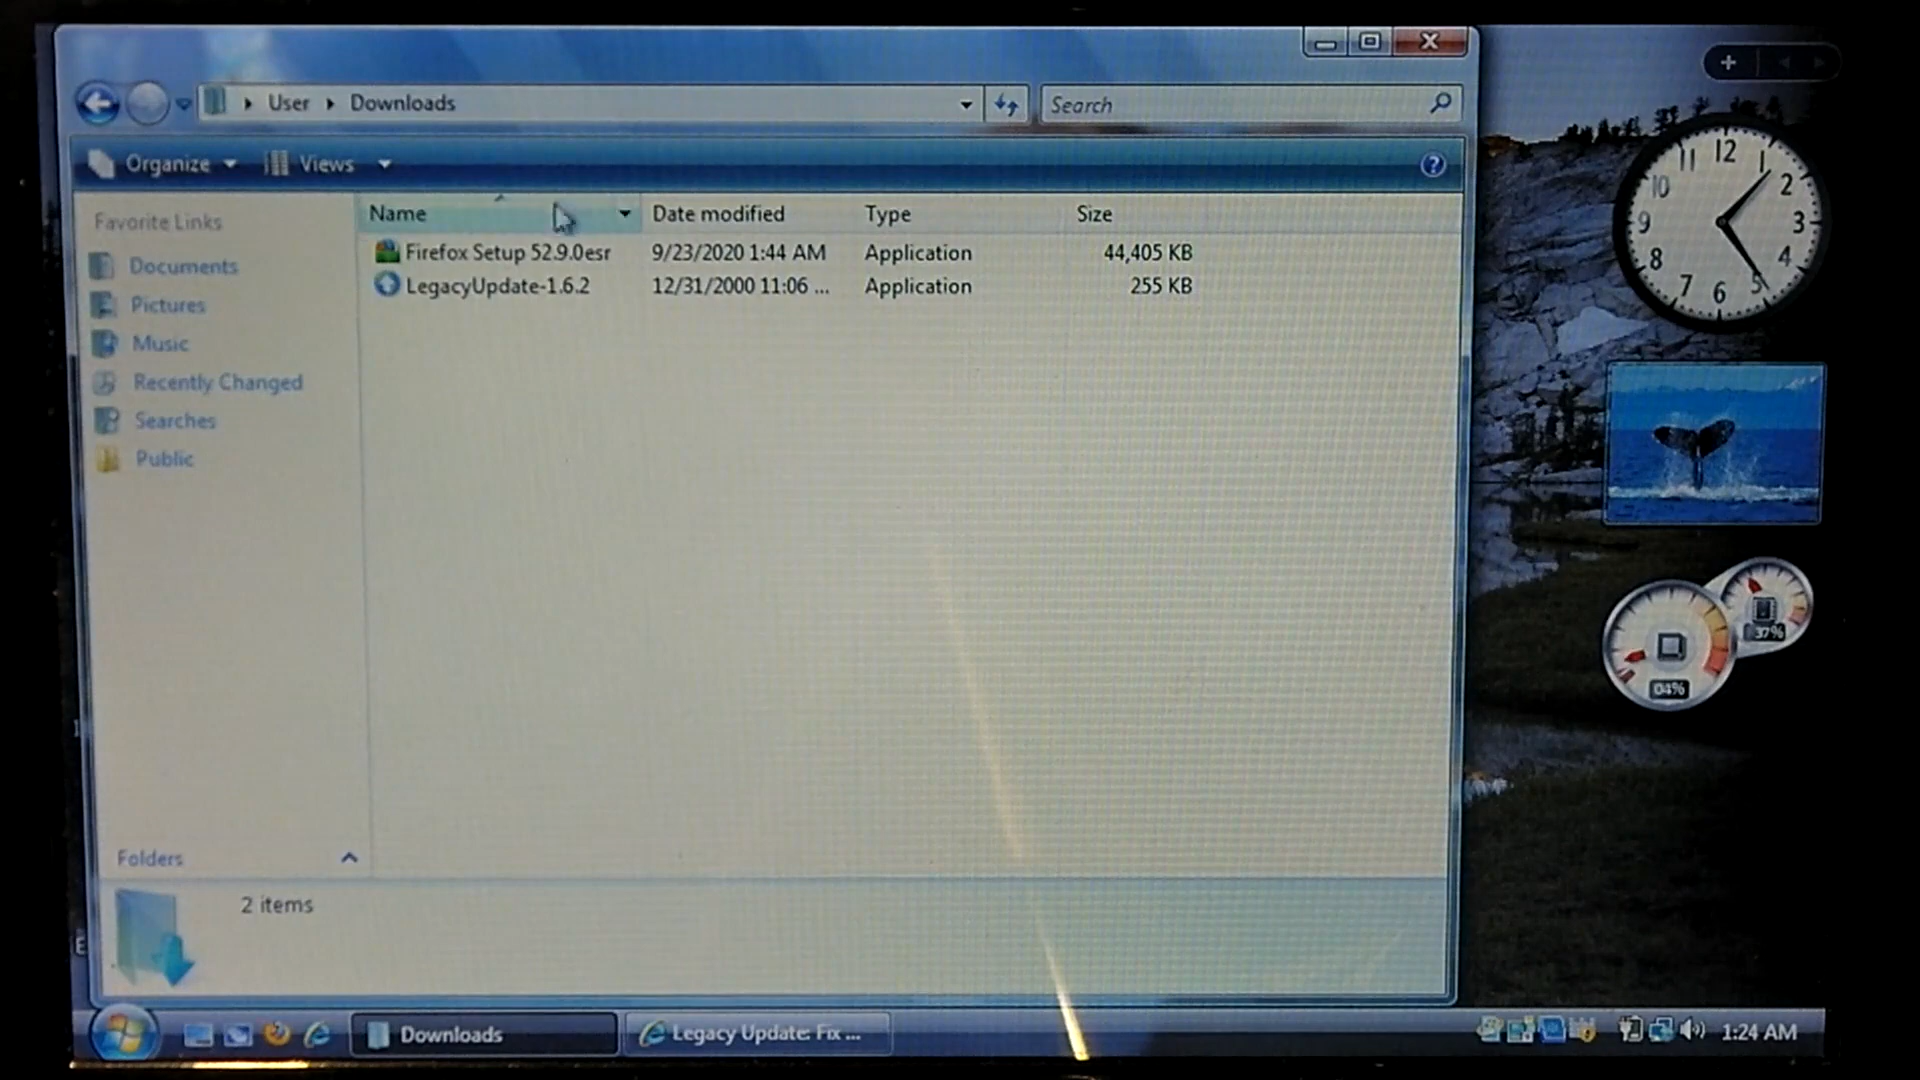 User Downloads
Search
Organize Views
Name Date modified Type Size
Firefox Setup 52.9.0esr 9/23/2020 1:44 AM Application 44,405 KB
LegacyUpdate-1.6.2 12/31/2000 11:06 ... Application 255 KB
Favorite Links
Documents
Pictures
Music
Recently Changed
Searches
Public
Folders
2 items
12 1 2 3 4 5 6 7 8 9 10 11
37%
04%
Downloads
Legacy Update: Fix ...
1:24 AM